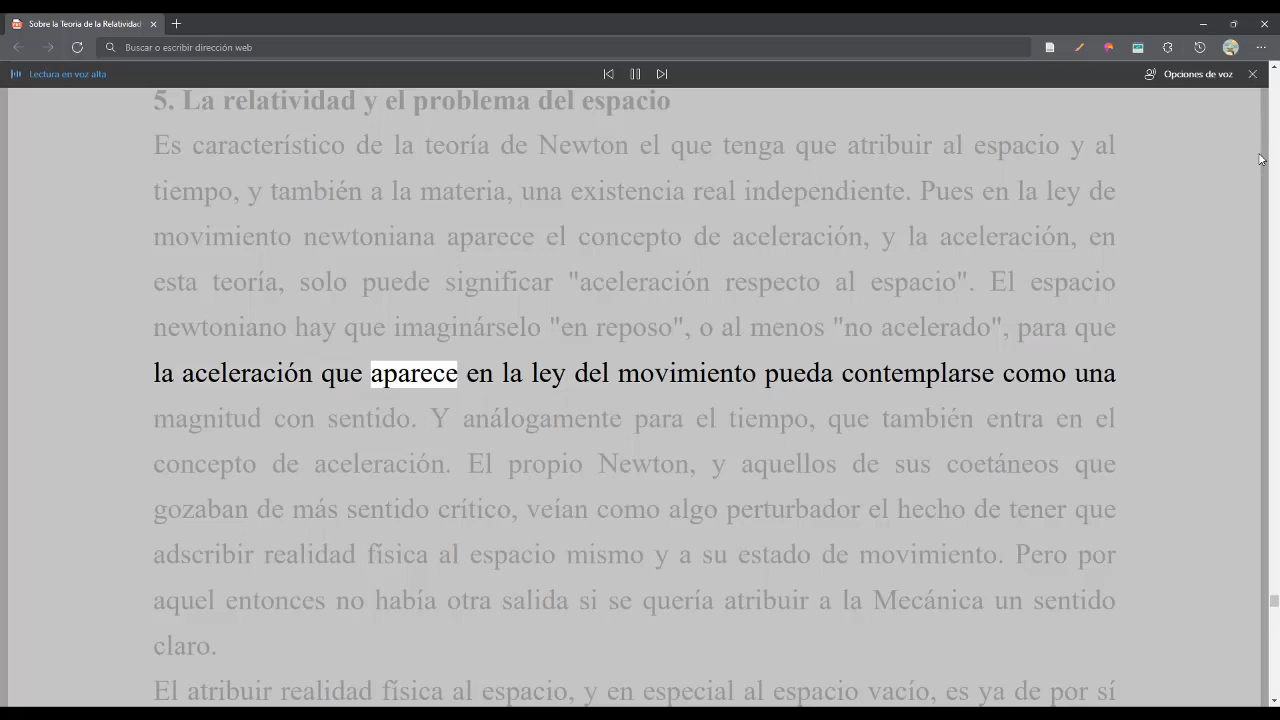 Sobre la Teoria de la Relatividad
Buscar o escribir dirección web
Lectura en voz alta
Opciones de voz
5. La relatividad y el problema del espacio
Es característico de la teoría de Newton el que tenga que atribuir al espacio y al
tiempo, y también a la materia, una existencia real independiente. Pues en la ley de
movimiento newtoniana aparece el concepto de aceleración, y la aceleración, en
esta teoría, solo puede significar "aceleración respecto al espacio". El espacio
newtoniano hay que imaginárselo "en reposo", o al menos "no acelerado", para que
la aceleración que aparece en la ley del movimiento pueda contemplarse como una
magnitud con sentido. Y análogamente para el tiempo, que también entra en el
concepto de aceleración. El propio Newton, y aquellos de sus coetáneos que
gozaban de más sentido crítico, veían como algo perturbador el hecho de tener que
adscribir realidad física al espacio mismo y a su estado de movimiento. Pero por
aquel entonces no había otra salida si se quería atribuir a la Mecánica un sentido
claro.
El atribuir realidad física al espacio, y en especial al espacio vacío, es ya de por sí